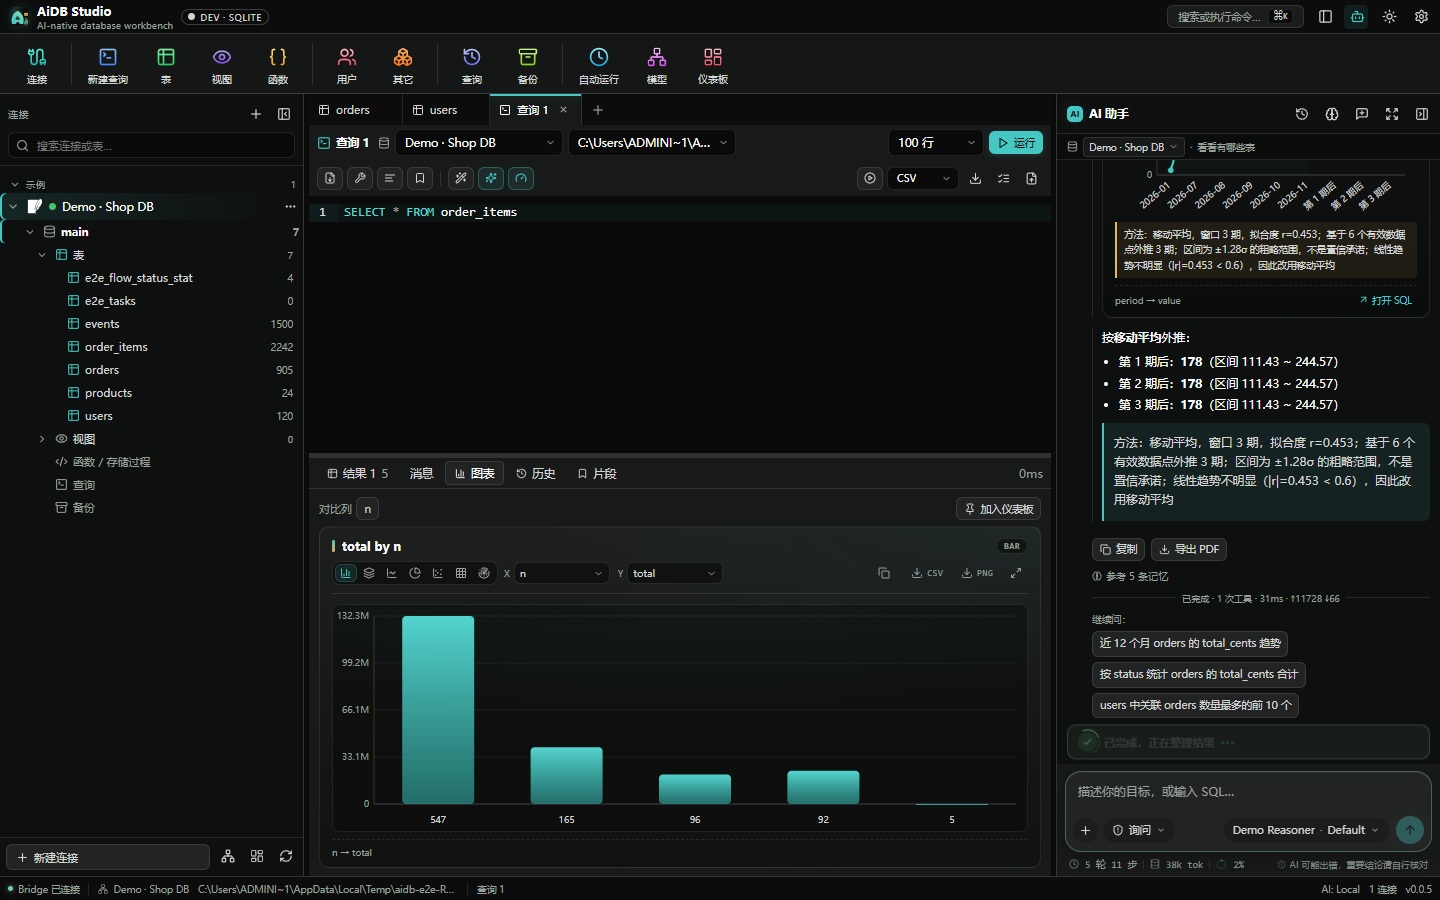 AiDB Studio
AI-native database workbench
DEV · SQLITE
搜索或执行命令...
⌘K
连接
新建查询
表
视图
函数
用户
其它
查询
备份
自动运行
模型
仪表板
连接
搜索连接或表...
示例 1
Demo · Shop DB
main 7
表 7
e2e_flow_status_stat 4
e2e_tasks 0
events 1500
order_items 2242
orders 905
products 24
users 120
视图 0
函数 / 存储过程
查询
备份
新建连接
orders
users
查询 1
查询 1
Demo · Shop DB
C:\Users\ADMINI~1\A...
100 行
运行
CSV
1 SELECT * FROM order_items
结果 1 5
消息
图表
历史
片段
0ms
对比列 n
加入仪表板
total by n
BAR
X n
Y total
CSV
PNG
132.3M
99.2M
66.1M
33.1M
0
547 165 96 92 5
n → total
AI AI 助手
Demo · Shop DB · 看看有哪些表
0
2026-01 2026-07 2026-08 2026-09 2026-10 2026-11 第 1 期后 第 2 期后 第 3 期后
方法：移动平均，窗口 3 期，拟合度 r=0.453；基于 6 个有效数据
点外推 3 期；区间为 ±1.28σ 的粗略范围，不是置信承诺；线性趋
势不明显（|r|=0.453 < 0.6），因此改用移动平均
period → value
打开 SQL
按移动平均外推：
• 第 1 期后：178（区间 111.43 ~ 244.57）
• 第 2 期后：178（区间 111.43 ~ 244.57）
• 第 3 期后：178（区间 111.43 ~ 244.57）
方法：移动平均，窗口 3 期，拟合度 r=0.453；基于 6 个
有效数据点外推 3 期；区间为 ±1.28σ 的粗略范围，不是
置信承诺；线性趋势不明显（|r|=0.453 < 0.6），因此改
用移动平均
复制
导出 PDF
参考 5 条记忆
已完成 · 1 次工具 · 31ms · ↑11728 ↓66
继续问：
近 12 个月 orders 的 total_cents 趋势
按 status 统计 orders 的 total_cents 合计
users 中关联 orders 数量最多的前 10 个
已完成，正在整理结果
描述你的目标，或输入 SQL...
询问
Demo Reasoner · Default
5 轮 11 步
38k tok
2%
AI 可能出错，重要结论请自行核对
Bridge 已连接
Demo · Shop DB
C:\Users\ADMINI~1\AppData\Local\Temp\aidb-e2e-R...
查询 1
AI: Local
1 连接
v0.0.5